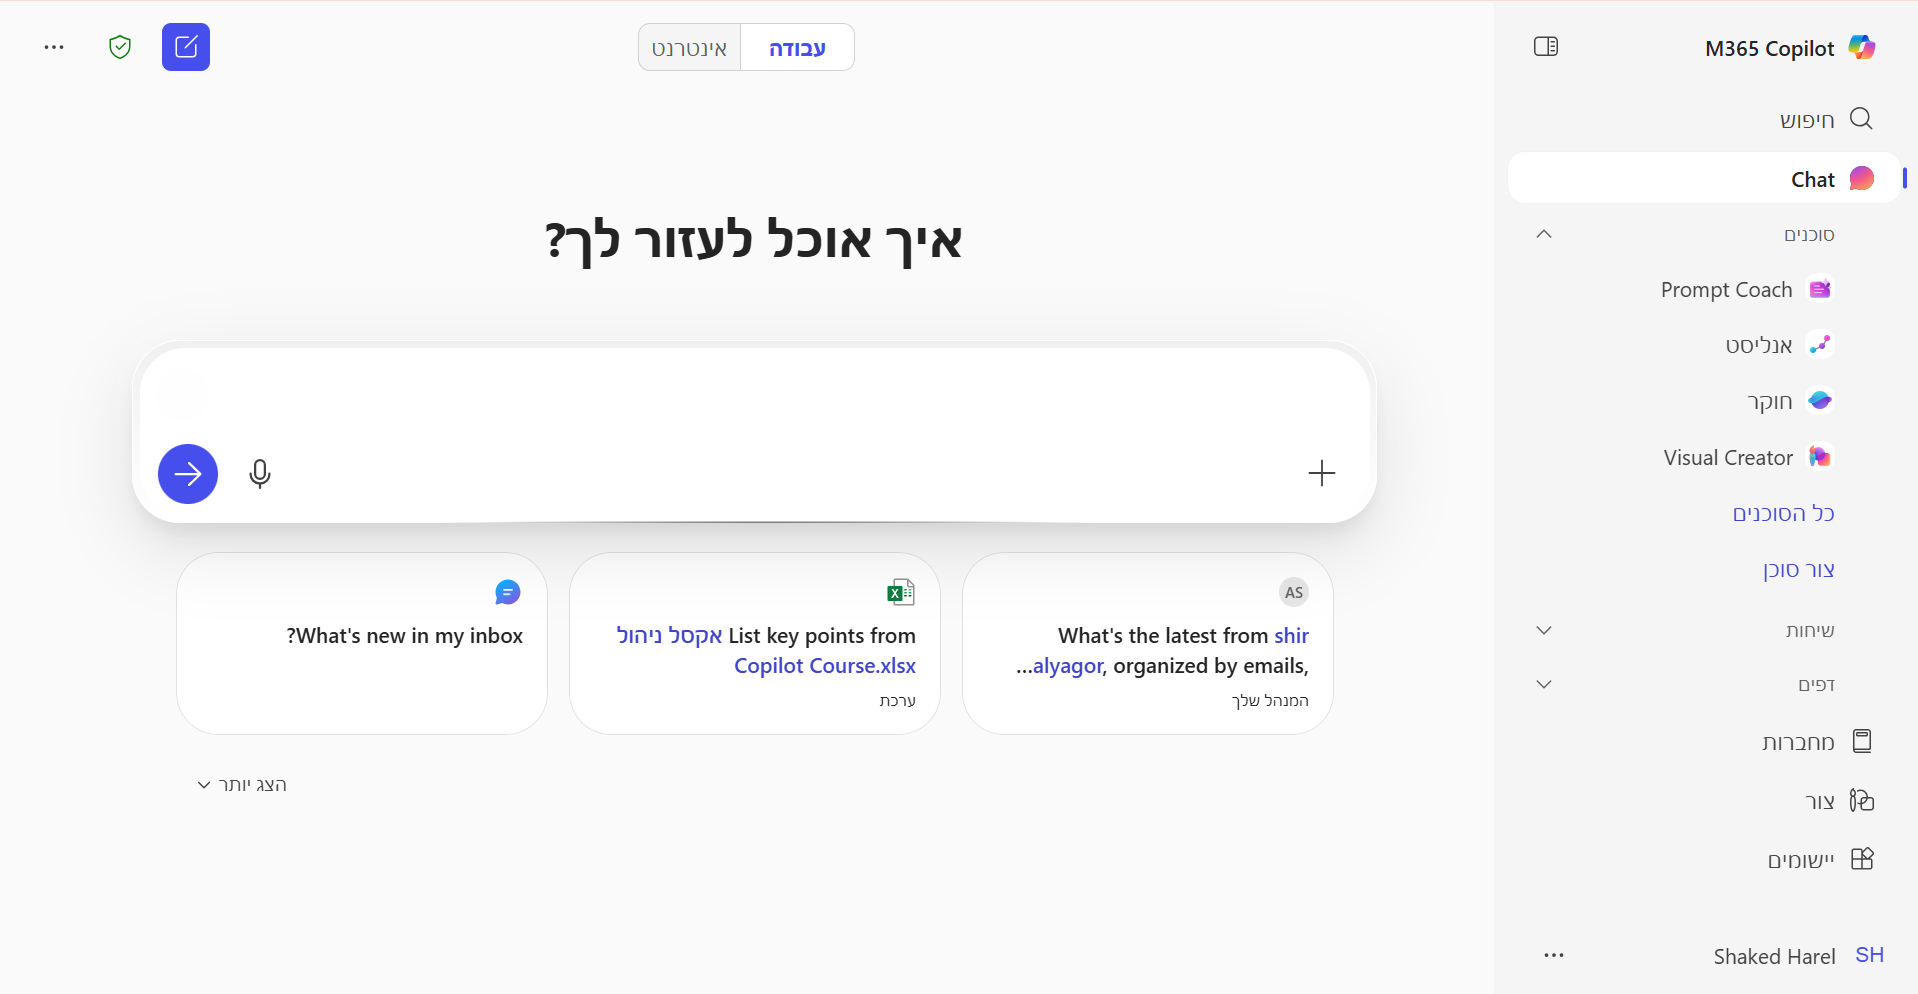 M365 Copilot
חיפוש
Chat
סוכנים
Prompt Coach
אנליסט
חוקר
Visual Creator
כל הסוכנים
צור סוכן
שיחות
דפים
מחברות
צור
יישומים
SH Shaked Harel
עבודה
אינטרנט
איך אוכל לעזור לך?
AS
What's the latest from shir
alyagor, organized by emails,...
המנהל שלך
List key points from אקסל ניהול
Copilot Course.xlsx
ערכת
What's new in my inbox?
הצג יותר